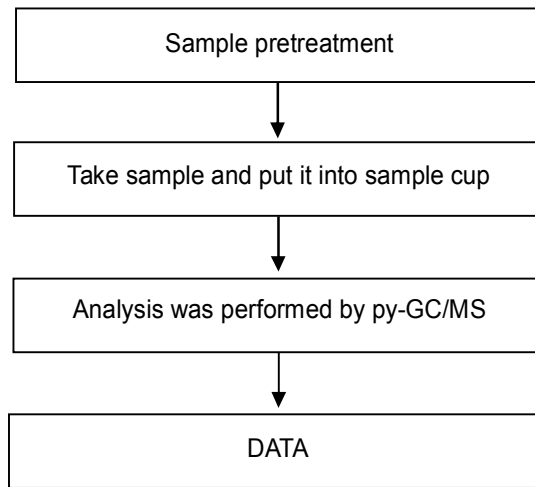 Sample pretreatment
Take sample and put it into sample cup
Analysis was performed by py-GC/MS
DATA